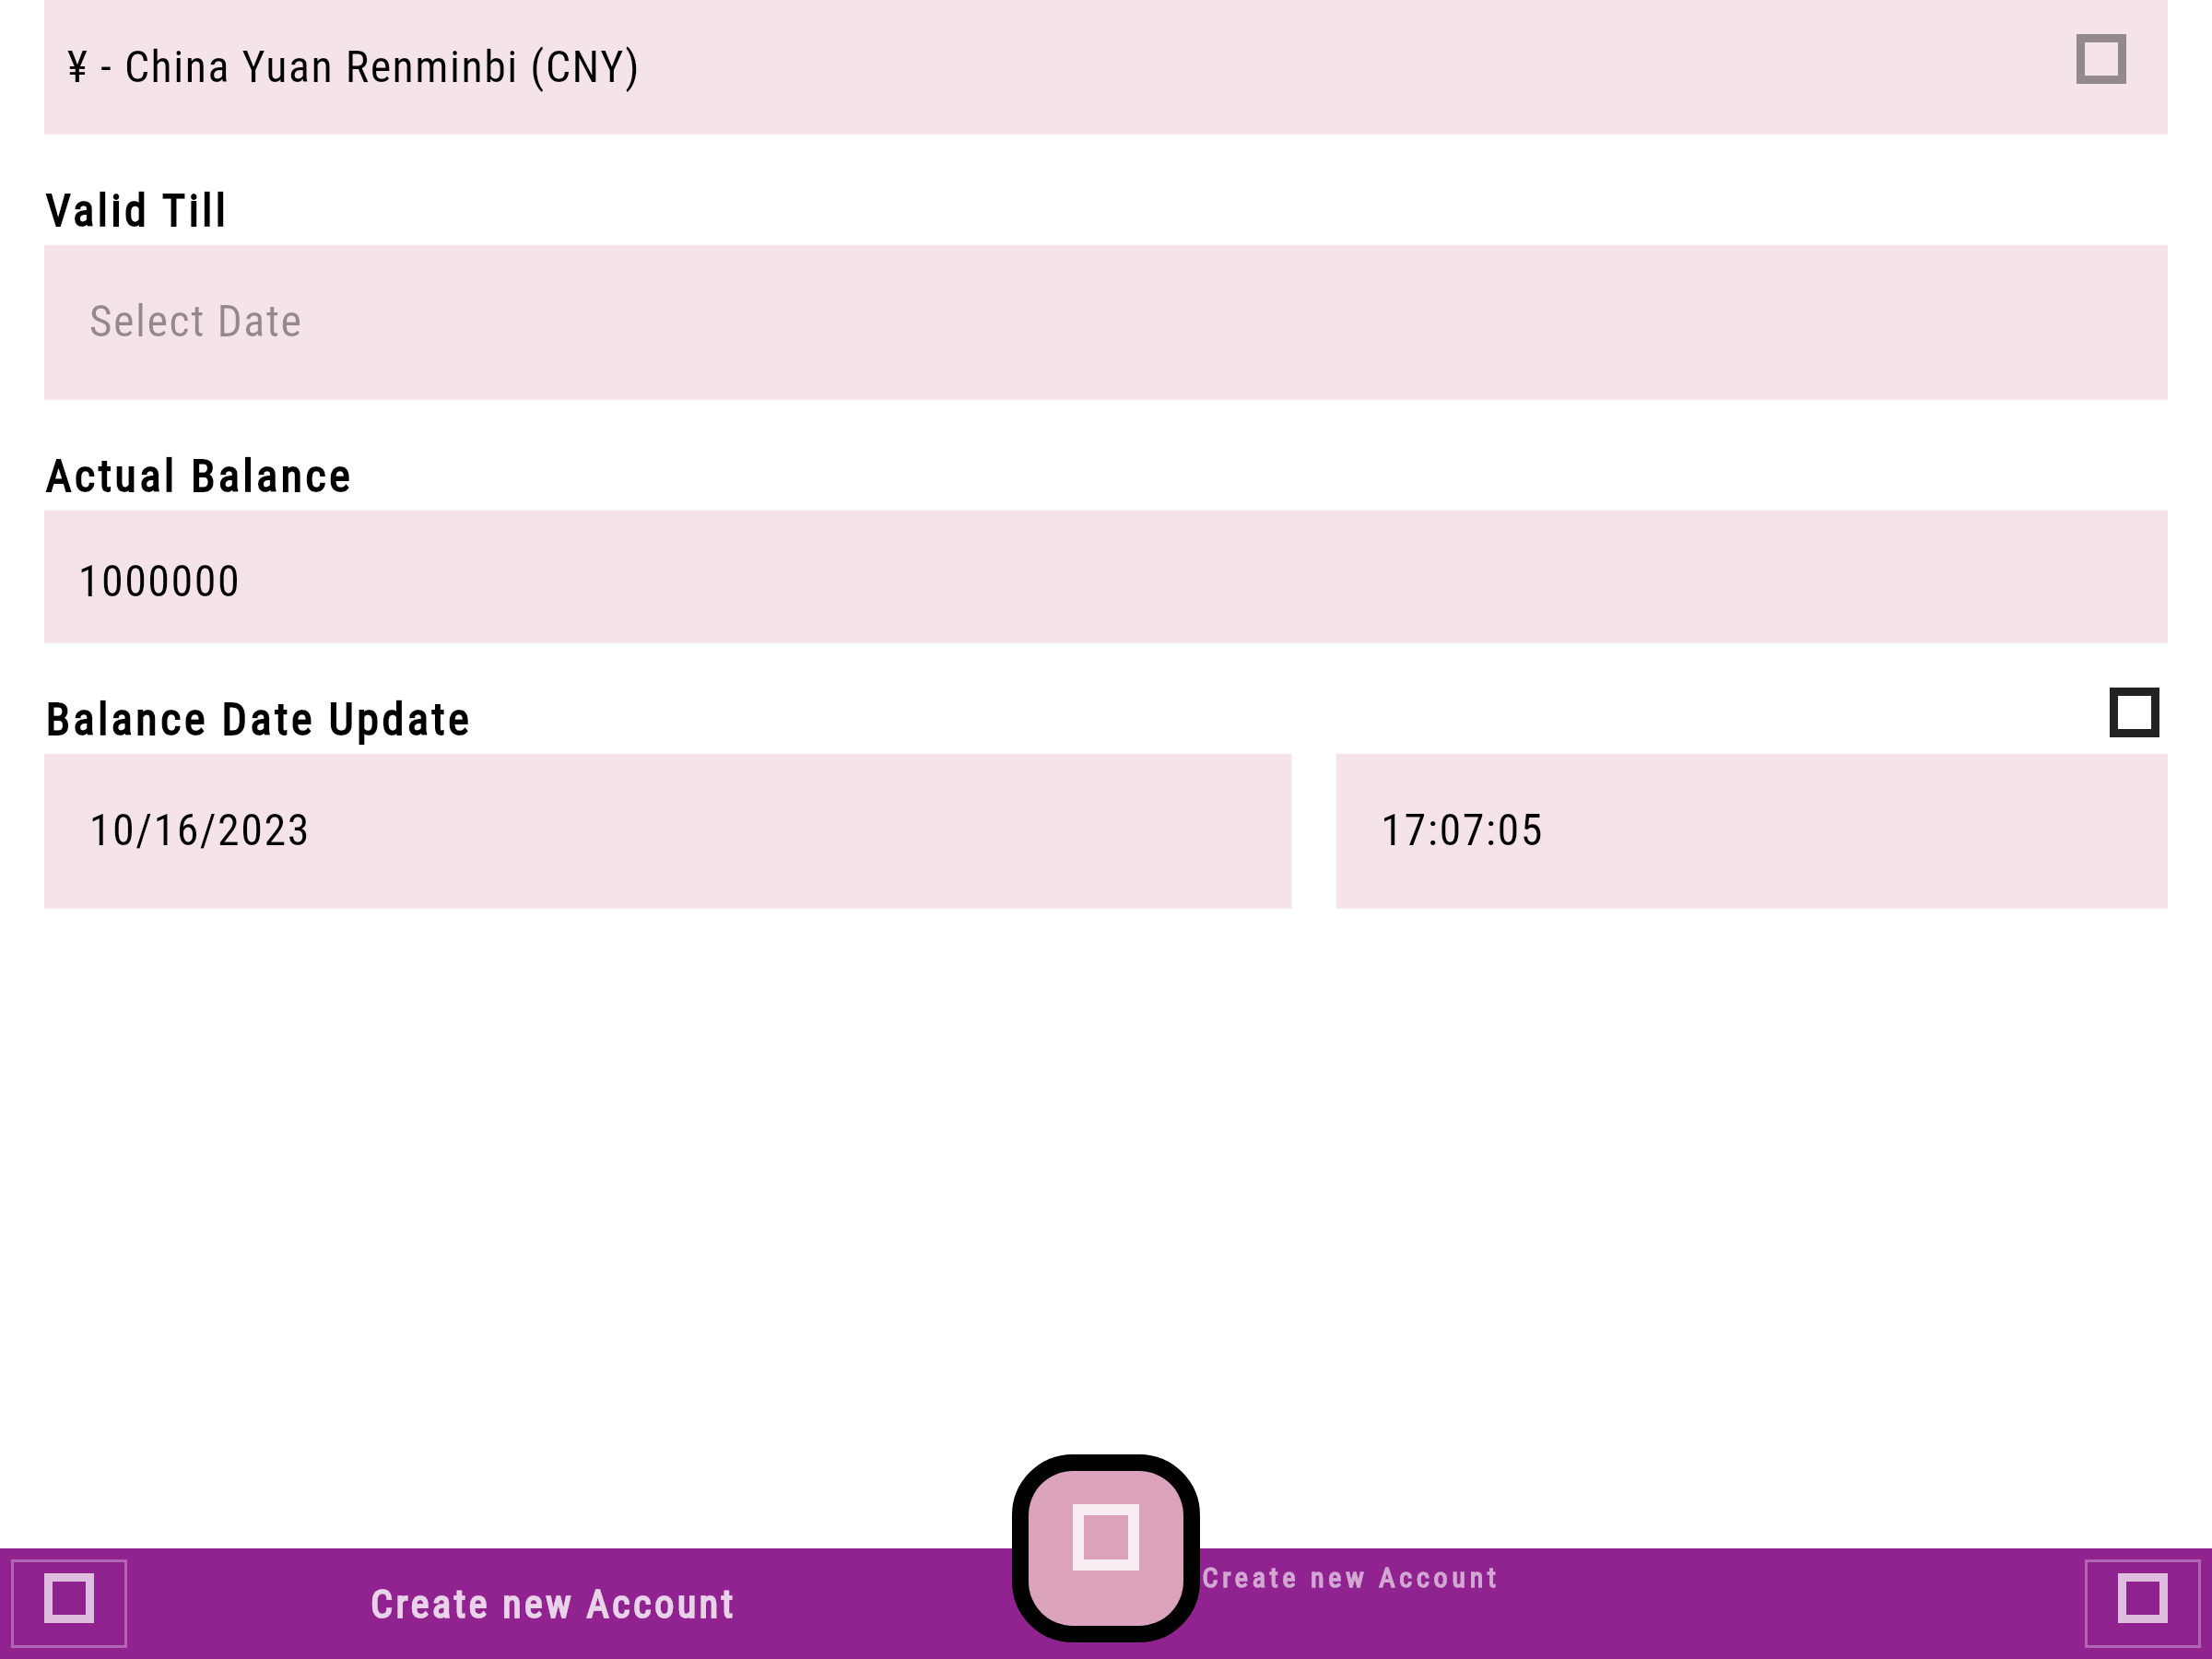 ¥ - China Yuan Renminbi (CNY)
Valid Till
Select Date
Actual Balance
1000000
Balance Date Update
10/16/2023
17:07:05
Create new Account
Create new Account